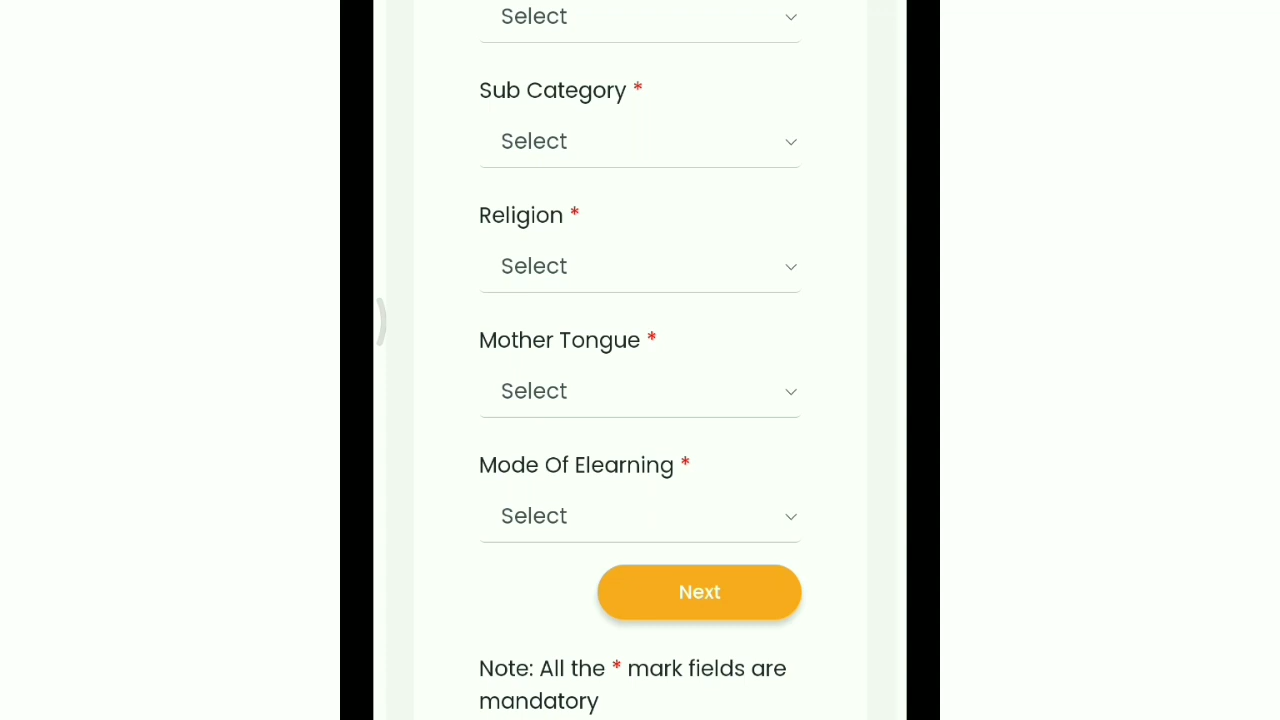 Select
Sub Category *
Select
Religion *
Select
Mother Tongue *
Select
Mode Of Elearning *
Select
Next
Note: All the * mark fields are
mandatory